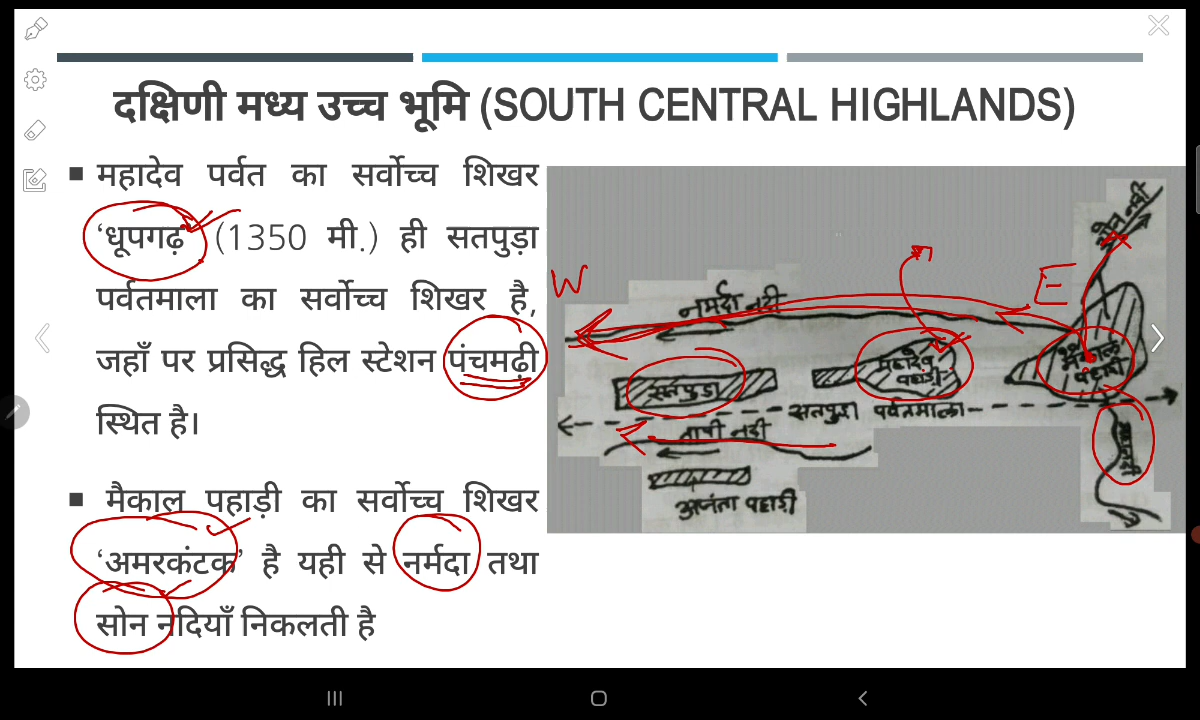 दक्षिणी मध्य उच्च भूमि (SOUTH CENTRAL HIGHLANDS)
▪ महादेव पर्वत का सर्वोच्च शिखर
‘धूपगढ़’ (1350 मी.) ही सतपुड़ा
पर्वतमाला का सर्वोच्च शिखर है,
जहाँ पर प्रसिद्ध हिल स्टेशन पंचमढ़ी
स्थित है।
▪ मैकाल पहाड़ी का सर्वोच्च शिखर
‘अमरकंटक’ है यही से नर्मदा तथा
सोन नदियाँ निकलती है
सोन नदी
W
E
नर्मदा नदी
महादेव
पहाड़ी
मैकाल
पहाड़ी
सतपुड़ा
सतपुड़ा पर्वतमाला
तापी नदी
अजंता पहाड़ी